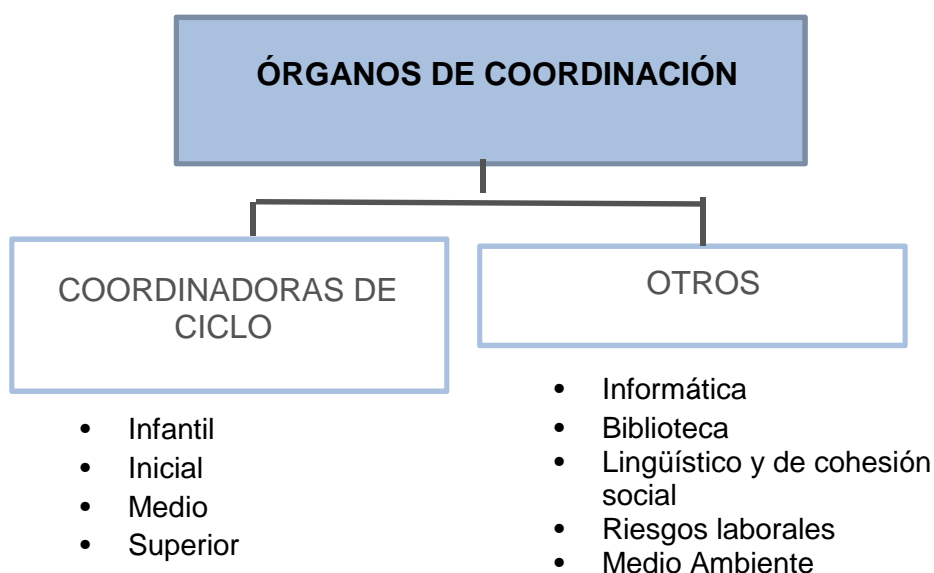 ÓRGANOS DE COORDINACIÓN
COORDINADORAS DE
CICLO
• Infantil
• Inicial
• Medio
• Superior
OTROS
• Informática
• Biblioteca
• Lingüístico y de cohesión
social
• Riesgos laborales
• Medio Ambiente